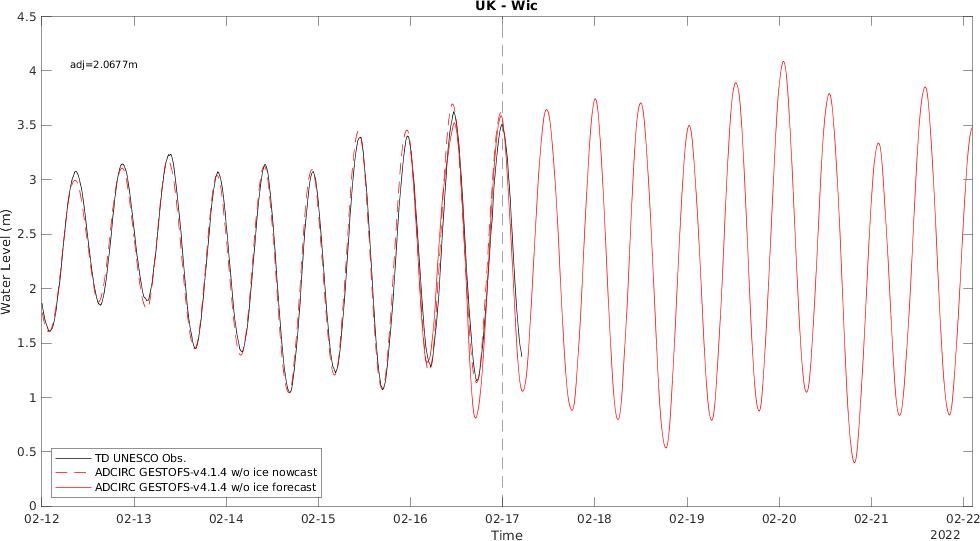 UK - Wic
4.5
4
3.5
3
2.5
2
1.5
1
0.5
0
Water Level (m)
adj=2.0677m
TD UNESCO Obs.
ADCIRC GESTOFS-v4.1.4 w/o ice nowcast
ADCIRC GESTOFS-v4.1.4 w/o ice forecast
02-12 02-13 02-14 02-15 02-16 02-17 02-18 02-19 02-20 02-21 02-22
Time
2022